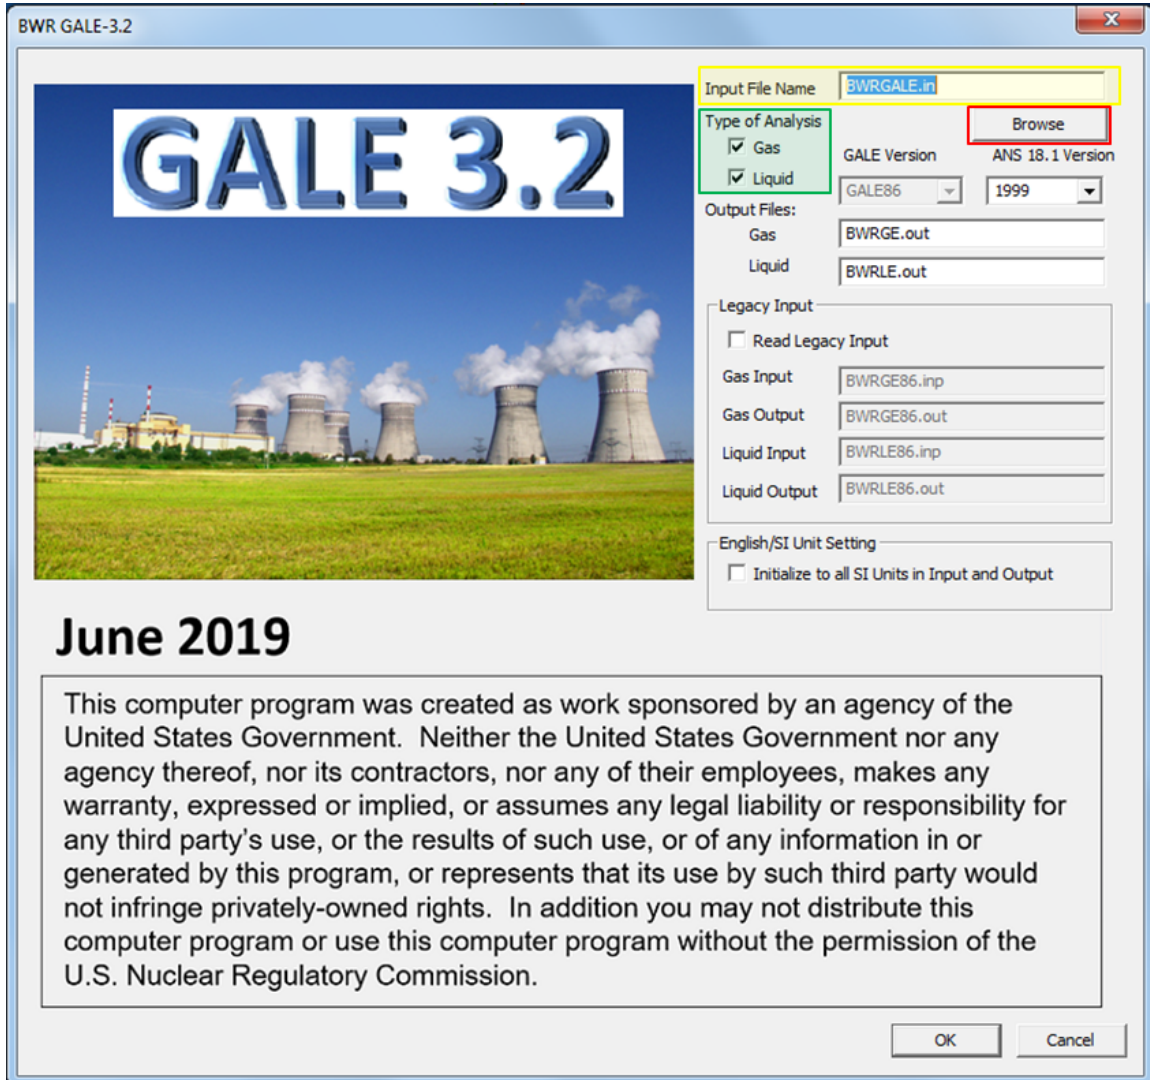 BWR GALE-3.2
GALE 3.2
Input File Name BWRGALE.in
Type of Analysis
Browse
Gas
Liquid
GALE Version ANS 18.1 Version
GALE86 1999
Output Files:
Gas BWRGE.out
Liquid BWRLE.out
Legacy Input
Read Legacy Input
Gas Input BWRGE86.inp
Gas Output BWRGE86.out
Liquid Input BWRLE86.inp
Liquid Output BWRLE86.out
English/SI Unit Setting
Initialize to all SI Units in Input and Output
June 2019
This computer program was created as work sponsored by an agency of the
United States Government. Neither the United States Government nor any
agency thereof, nor its contractors, nor any of their employees, makes any
warranty, expressed or implied, or assumes any legal liability or responsibility for
any third party's use, or the results of such use, or of any information in or
generated by this program, or represents that its use by such third party would
not infringe privately-owned rights. In addition you may not distribute this
computer program or use this computer program without the permission of the
U.S. Nuclear Regulatory Commission.
OK Cancel